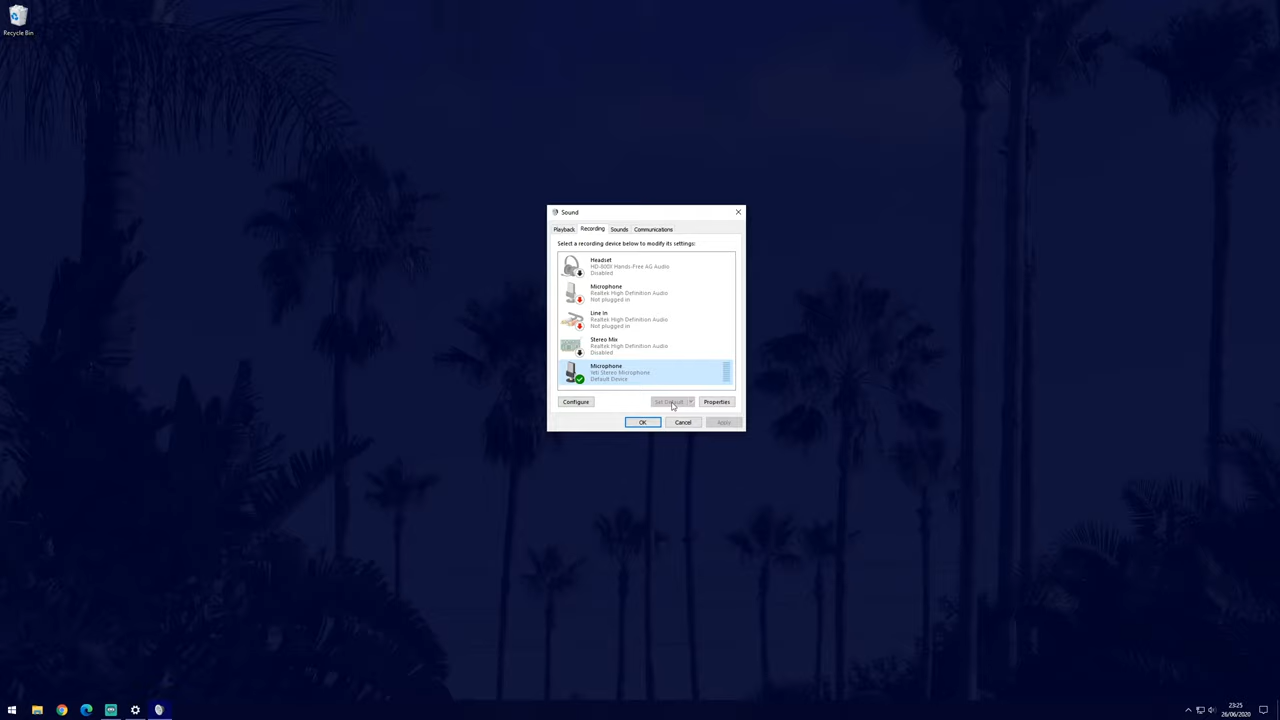 Recycle Bin
Sound
Playback
Recording
Sounds
Communications
Select a recording device below to modify its settings:
Headset
Hands-Free AG Audio
Disabled
Microphone
Realtek High Definition Audio
Not plugged in
Line In
Realtek High Definition Audio
Not plugged in
Stereo Mix
Realtek High Definition Audio
Disabled
Microphone
Yeti Stereo Microphone
Default Device
Configure
Set Default
Properties
OK
Cancel
Apply
23:25
26/06/2020